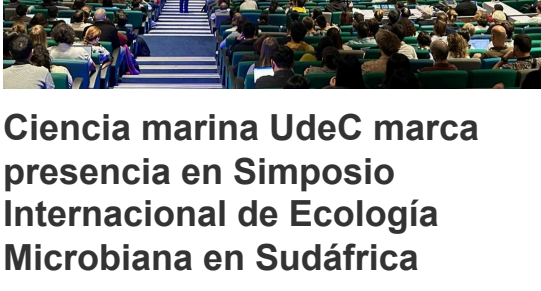 Ciencia marina UdeC marca
presencia en Simposio
Internacional de Ecología
Microbiana en Sudáfrica